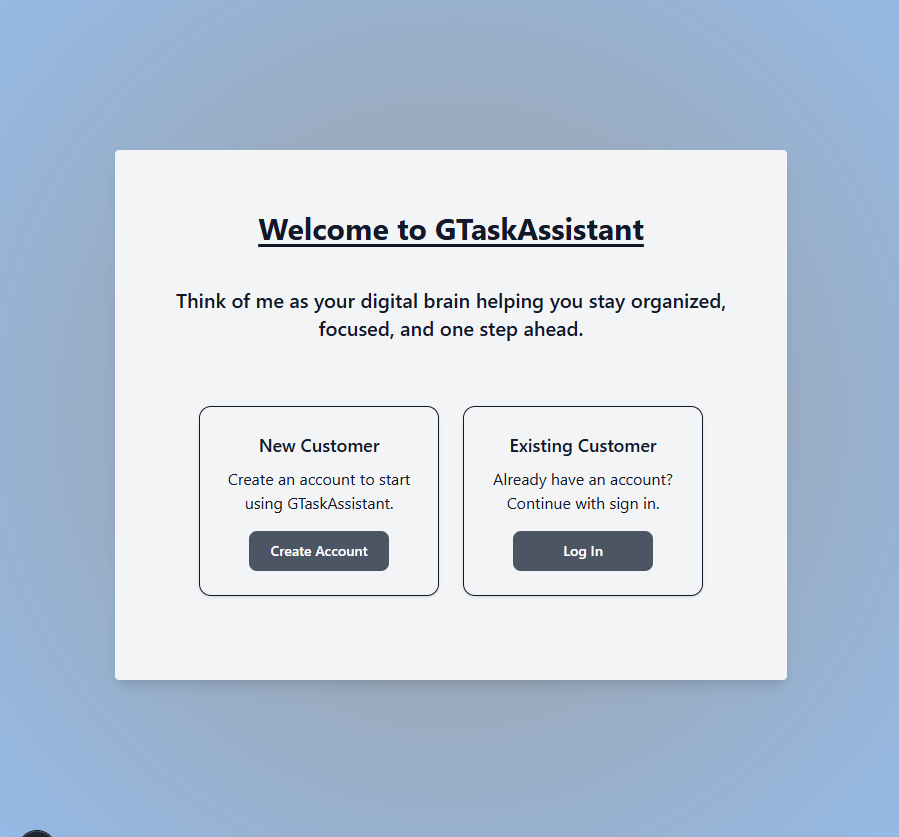 Welcome to GTaskAssistant
Think of me as your digital brain helping you stay organized,
focused, and one step ahead.
New Customer
Create an account to start
using GTaskAssistant.
Create Account
Existing Customer
Already have an account?
Continue with sign in.
Log In